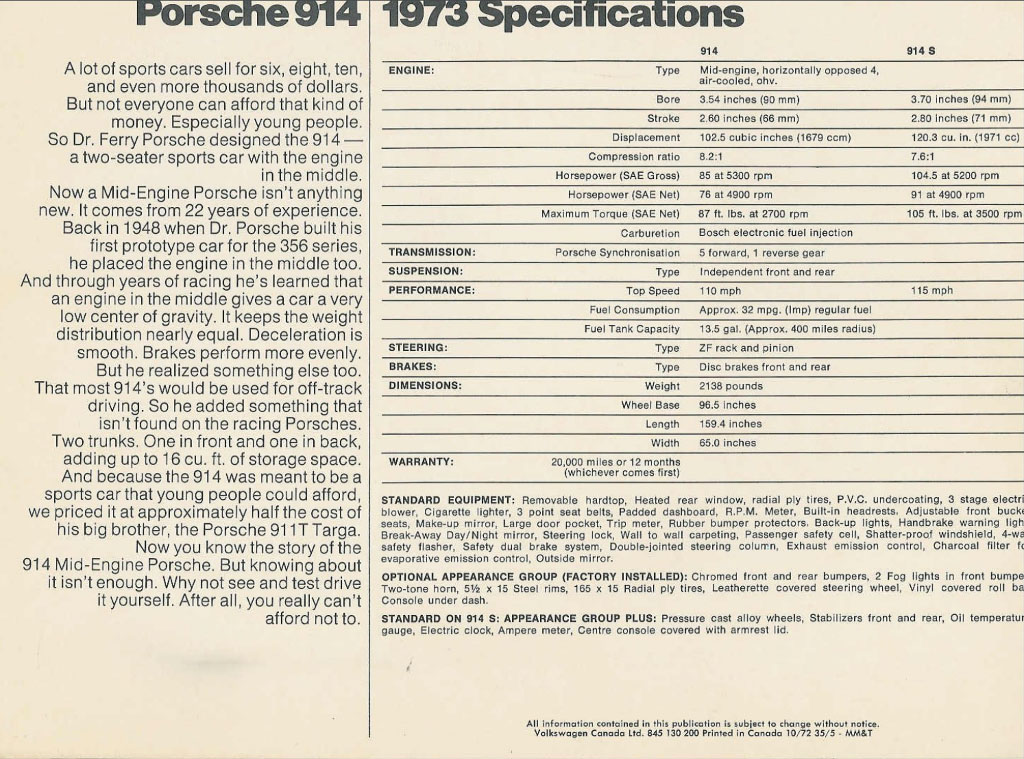 Porsche 914
A lot of sports cars sell for six, eight, ten,
and even more thousands of dollars.
But not everyone can afford that kind of
money. Especially young people.
So Dr. Ferry Porsche designed the 914 —
a two-seater sports car with the engine
in the middle.
Now a Mid-Engine Porsche isn't anything
new. It comes from 22 years of experience.
Back in 1948 when Dr. Porsche built his
first prototype car for the 356 series,
he placed the engine in the middle too.
And through years of racing he's learned that
an engine in the middle gives a car a very
low center of gravity. It keeps the weight
distribution nearly equal. Deceleration is
smooth. Brakes perform more evenly.
But he realized something else too.
That most 914's would be used for off-track
driving. So he added something that
isn't found on the racing Porsches.
Two trunks. One in front and one in back,
adding up to 16 cu. ft. of storage space.
And because the 914 was meant to be a
sports car that young people could afford,
we priced it at approximately half the cost of
his big brother, the Porsche 911T Targa.
Now you know the story of the
914 Mid-Engine Porsche. But knowing about
it isn't enough. Why not see and test drive
it yourself. After all, you really can't
afford not to.
1973 Specifications
914 914 S
ENGINE: Type Mid-engine, horizontally opposed 4,
air-cooled, ohv.
Bore 3.54 inches (90 mm) 3.70 inches (94 mm)
Stroke 2.60 inches (66 mm) 2.80 inches (71 mm)
Displacement 102.5 cubic inches (1679 ccm) 120.3 cu. in. (1971 cc)
Compression ratio 8.2:1 7.6:1
Horsepower (SAE Gross) 85 at 5300 rpm 104.5 at 5200 rpm
Horsepower (SAE Net) 76 at 4900 rpm 91 at 4900 rpm
Maximum Torque (SAE Net) 87 ft. lbs. at 2700 rpm 105 ft. lbs. at 3500 rpm
Carburetion Bosch electronic fuel injection
TRANSMISSION: Porsche Synchronisation 5 forward, 1 reverse gear
SUSPENSION: Type Independent front and rear
PERFORMANCE: Top Speed 110 mph 115 mph
Fuel Consumption Approx. 32 mpg. (Imp) regular fuel
Fuel Tank Capacity 13.5 gal. (Approx. 400 miles radius)
STEERING: Type ZF rack and pinion
BRAKES: Type Disc brakes front and rear
DIMENSIONS: Weight 2138 pounds
Wheel Base 96.5 inches
Length 159.4 inches
Width 65.0 inches
WARRANTY: 20,000 miles or 12 months
(whichever comes first)
STANDARD EQUIPMENT: Removable hardtop, Heated rear window, radial ply tires, P.V.C. undercoating, 3 stage electri
blower, Cigarette lighter, 3 point seat belts, Padded dashboard, R.P.M. Meter, Built-in headrests. Adjustable front bucke
seats, Make-up mirror, Large door pocket, Trip meter, Rubber bumper protectors. Back-up lights, Handbrake warning ligh
Break-Away Day/Night mirror, Steering lock, Wall to wall carpeting, Passenger safety cell, Shatter-proof windshield, 4-wa
safety flasher, Safety dual brake system, Double-jointed steering column, Exhaust emission control, Charcoal filter fo
evaporative emission control, Outside mirror.
OPTIONAL APPEARANCE GROUP (FACTORY INSTALLED): Chromed front and rear bumpers, 2 Fog lights in front bumpe
Two-tone horn, 5½ x 15 Steel rims, 165 x 15 Radial ply tires, Leatherette covered steering wheel, Vinyl covered roll ba
Console under dash.
STANDARD ON 914 S: APPEARANCE GROUP PLUS: Pressure cast alloy wheels, Stabilizers front and rear, Oil temperatur
gauge, Electric clock, Ampere meter, Centre console covered with armrest lid.
All information contained in this publication is subject to change without notice.
Volkswagen Canada Ltd. 845 130 200 Printed in Canada 10/72 35/5 - MM&T